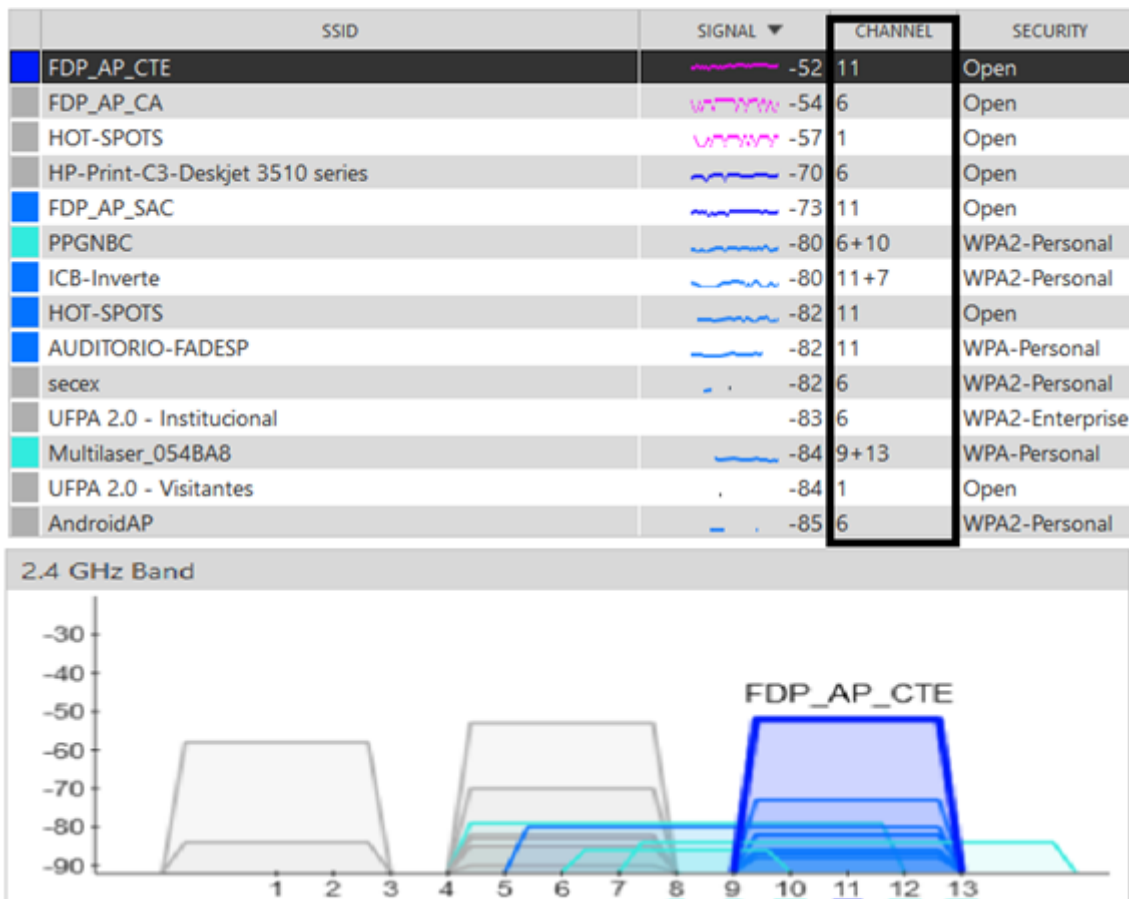 SSID SIGNAL ▼ CHANNEL SECURITY
FDP_AP_CTE -52 11 Open
FDP_AP_CA -54 6 Open
HOT-SPOTS -57 1 Open
HP-Print-C3-Deskjet 3510 series -70 6 Open
FDP_AP_SAC -73 11 Open
PPGNBC -80 6+10 WPA2-Personal
ICB-Inverte -80 11+7 WPA2-Personal
HOT-SPOTS -82 11 Open
AUDITORIO-FADESP -82 11 WPA-Personal
secex -82 6 WPA2-Personal
UFPA 2.0 - Institucional -83 6 WPA2-Enterprise
Multilaser_054BA8 -84 9+13 WPA-Personal
UFPA 2.0 - Visitantes -84 1 Open
AndroidAP -85 6 WPA2-Personal
2.4 GHz Band
-30
-40
-50
FDP_AP_CTE
-60
-70
-80
-90
1 2 3 4 5 6 7 8 9 10 11 12 13